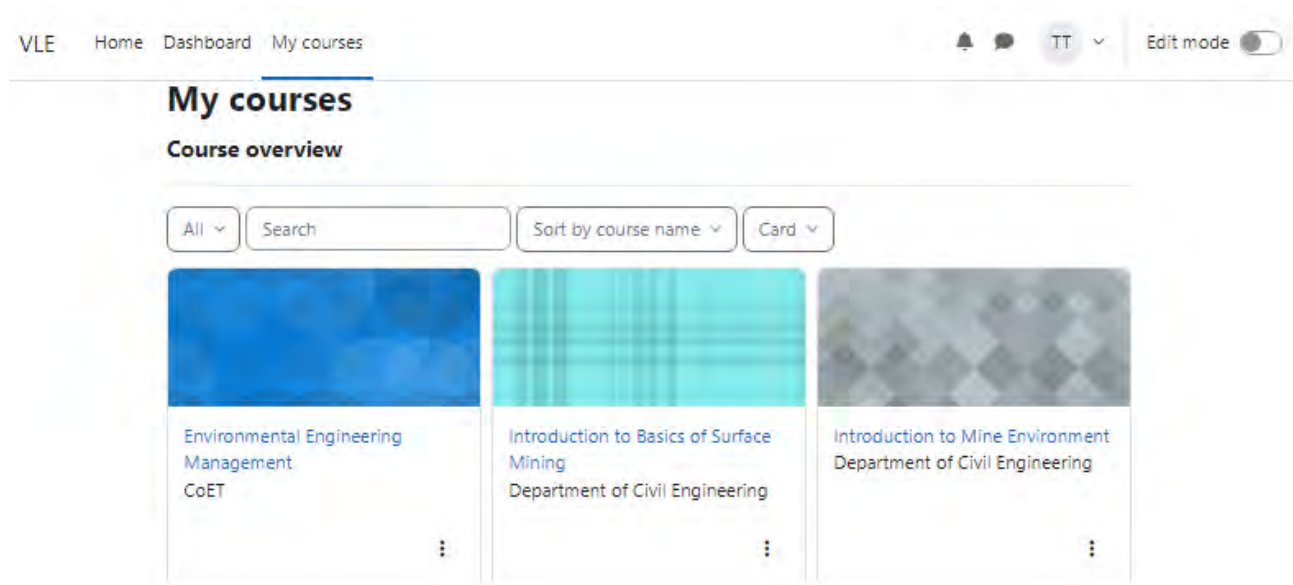 VLE Home Dashboard My courses TT Edit mode
My courses
Course overview
All Search Sort by course name Card
Environmental Engineering
Management
CoET
Introduction to Basics of Surface
Mining
Department of Civil Engineering
Introduction to Mine Environment
Department of Civil Engineering